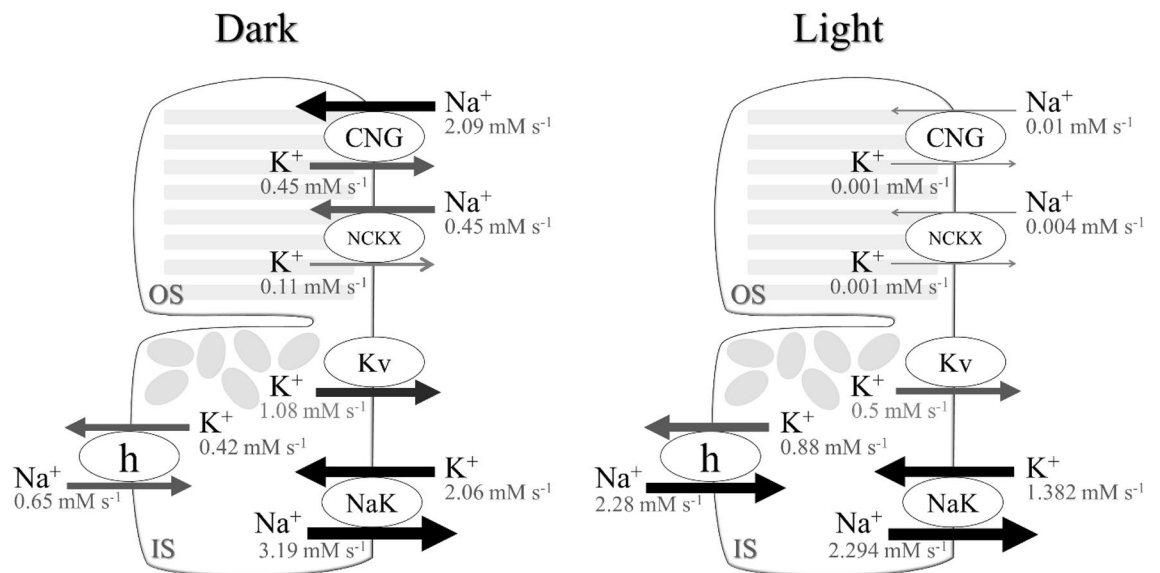 Dark
Na⁺
2.09 mM s⁻¹
CNG
K⁺
0.45 mM s⁻¹
Na⁺
0.45 mM s⁻¹
NCKX
K⁺
0.11 mM s⁻¹
OS
Kv
K⁺
1.08 mM s⁻¹
K⁺
0.42 mM s⁻¹
h
Na⁺
0.65 mM s⁻¹
K⁺
2.06 mM s⁻¹
NaK
Na⁺
3.19 mM s⁻¹
IS
Light
Na⁺
0.01 mM s⁻¹
CNG
K⁺
0.001 mM s⁻¹
Na⁺
0.004 mM s⁻¹
NCKX
K⁺
0.001 mM s⁻¹
OS
Kv
K⁺
0.5 mM s⁻¹
K⁺
0.88 mM s⁻¹
h
Na⁺
2.28 mM s⁻¹
K⁺
1.382 mM s⁻¹
NaK
Na⁺
2.294 mM s⁻¹
IS